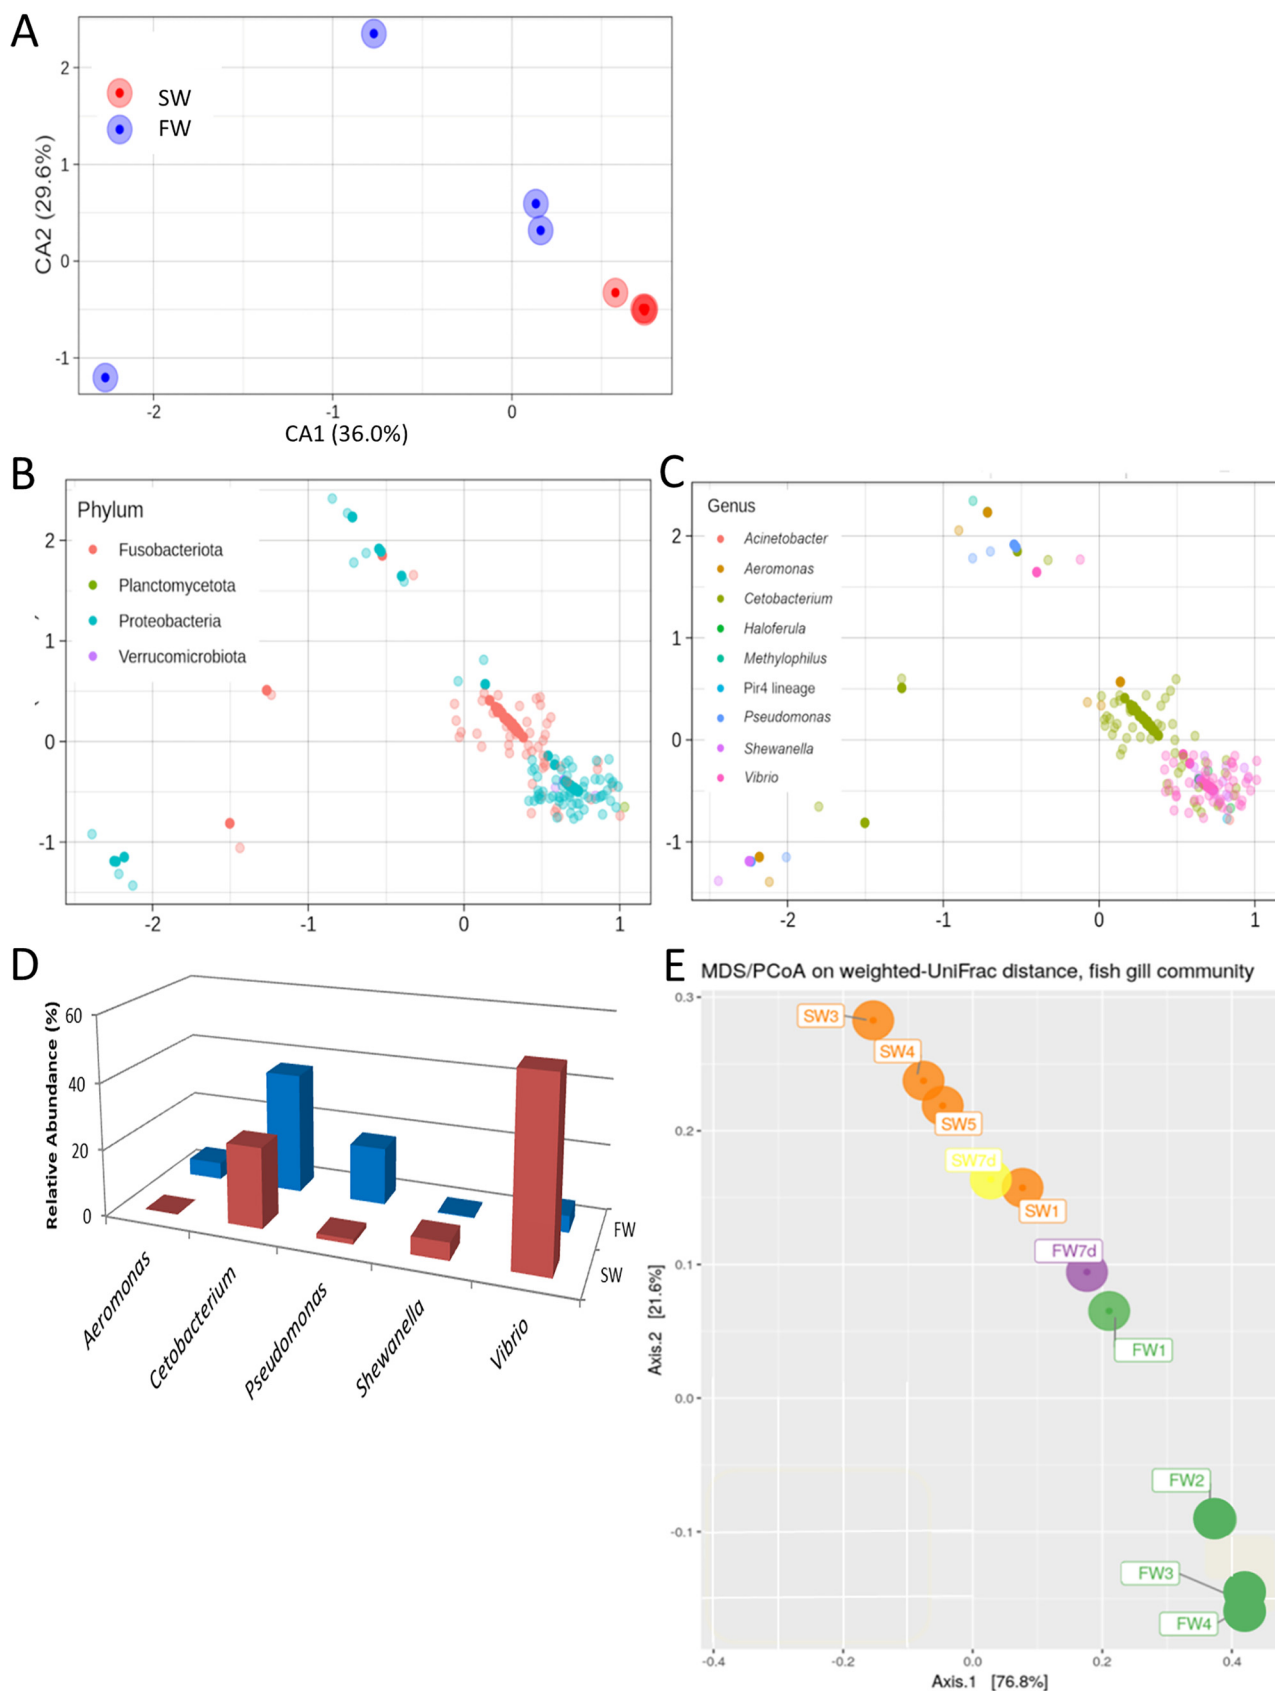 A
SW
FW
CA2 (29.6%)
2
1
0
-1
-2
-1
0
CA1 (36.0%)
B
Phylum
Fusobacteriota
Planctomycetota
Proteobacteria
Verrucomicrobiota
2
1
0
-1
-2
-1
0
1
C
Genus
Acinetobacter
Aeromonas
Cetobacterium
Haloferula
Methylophilus
Pir4 lineage
Pseudomonas
Shewanella
Vibrio
2
1
0
-1
-2
-1
0
1
D
Relative Abundance (%)
60
40
20
0
FW
SW
Aeromonas
Cetobacterium
Pseudomonas
Shewanella
Vibrio
E
MDS/PCoA on weighted-UniFrac distance, fish gill community
0.3
0.2
0.1
0.0
-0.1
Axis.2 [21.6%]
SW3
SW4
SW5
SW7d
SW1
FW7d
FW1
FW2
FW3
FW4
-0.4
-0.2
0.0
0.2
0.4
Axis.1 [76.8%]